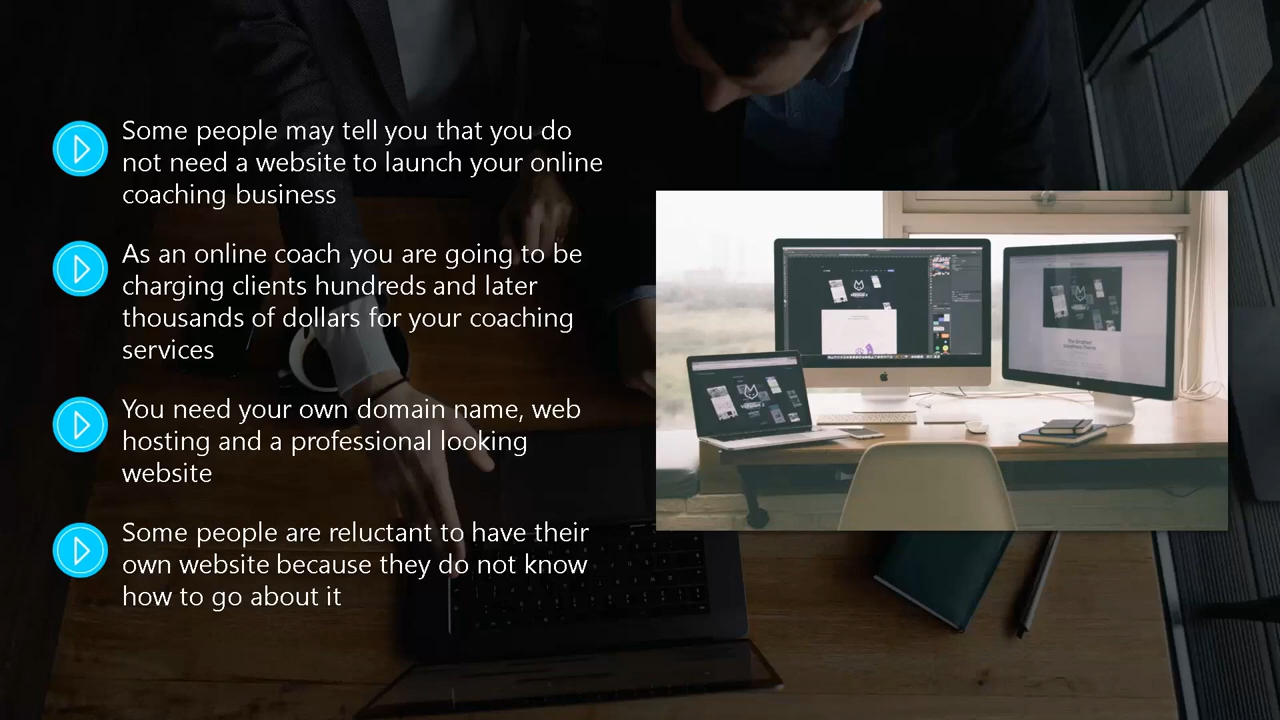 Some people may tell you that you do
not need a website to launch your online
coaching business
As an online coach you are going to be
charging clients hundreds and later
thousands of dollars for your coaching
services
You need your own domain name, web
hosting and a professional looking
website
Some people are reluctant to have their
own website because they do not know
how to go about it